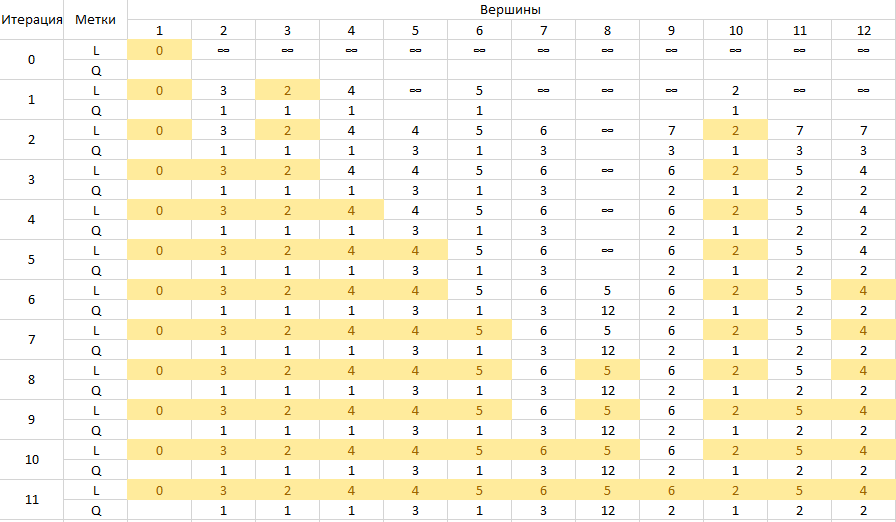 Итерация Метки Вершины
1 2 3 4 5 6 7 8 9 10 11 12
0 L 0 ∞ ∞ ∞ ∞ ∞ ∞ ∞ ∞ ∞ ∞ ∞
Q
1 L 0 3 2 4 ∞ 5 ∞ ∞ ∞ 2 ∞ ∞
Q 1 1 1 1 1
2 L 0 3 2 4 4 5 6 ∞ 7 2 7 7
Q 1 1 1 3 1 3 3 1 3 3
3 L 0 3 2 4 4 5 6 ∞ 6 2 5 4
Q 1 1 1 3 1 3 2 1 2 2
4 L 0 3 2 4 4 5 6 ∞ 6 2 5 4
Q 1 1 1 3 1 3 2 1 2 2
5 L 0 3 2 4 4 5 6 ∞ 6 2 5 4
Q 1 1 1 3 1 3 2 1 2 2
6 L 0 3 2 4 4 5 6 5 6 2 5 4
Q 1 1 1 3 1 3 12 2 1 2 2
7 L 0 3 2 4 4 5 6 5 6 2 5 4
Q 1 1 1 3 1 3 12 2 1 2 2
8 L 0 3 2 4 4 5 6 5 6 2 5 4
Q 1 1 1 3 1 3 12 2 1 2 2
9 L 0 3 2 4 4 5 6 5 6 2 5 4
Q 1 1 1 3 1 3 12 2 1 2 2
10 L 0 3 2 4 4 5 6 5 6 2 5 4
Q 1 1 1 3 1 3 12 2 1 2 2
11 L 0 3 2 4 4 5 6 5 6 2 5 4
Q 1 1 1 3 1 3 12 2 1 2 2